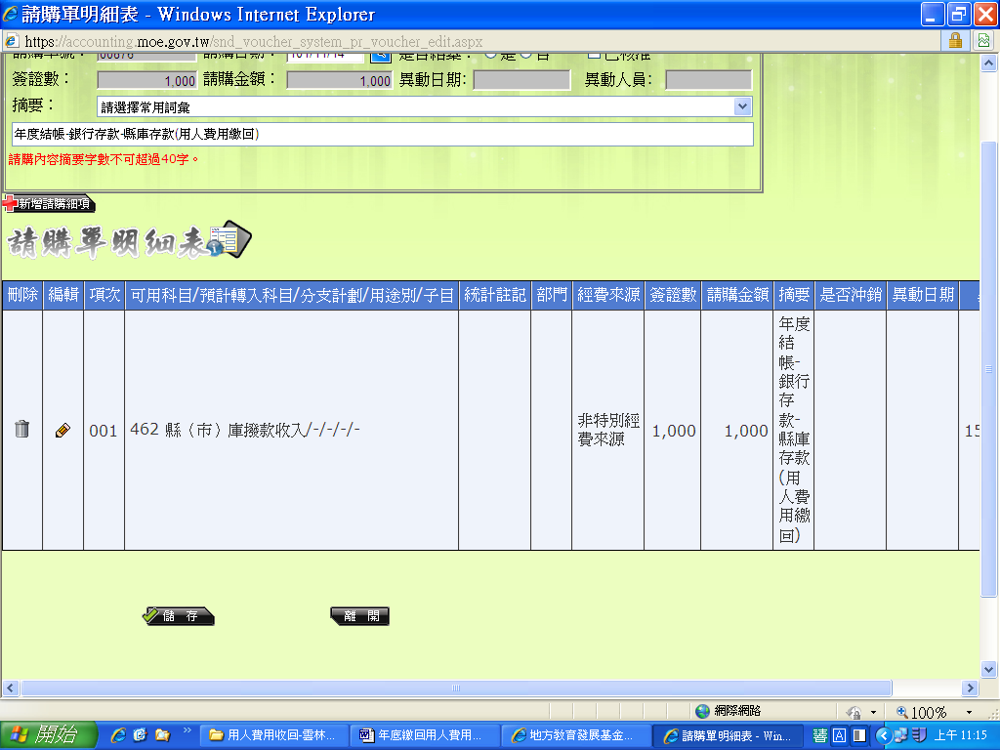 請購單明細表 - Windows Internet Explorer
https://accounting.moe.gov.tw/snd_voucher_system_pr_voucher_edit.aspx
請購單號： 00876 請購日期： 101/11/14 是否結案： 是 否 已核准
簽證數： 1,000 請購金額： 1,000 異動日期: 異動人員:
摘要： 請選擇常用詞彙
年度結帳-銀行存款-縣庫存款(用人費用繳回)
請購內容摘要字數不可超過40字。
新增請購細項
請購單明細表
刪除 編輯 項次 可用科目/預計轉入科目/分支計劃/用途別/子目 統計註記 部門 經費來源 簽證數 請購金額 摘要 是否沖銷 異動日期
001 462 縣（市）庫撥款收入/-/-/-/- 非特別經費來源 1,000 1,000 年度結帳-銀行存款-縣庫存款(用人費用繳回) 15
儲 存 離 開
網際網路 100%
開始 用人費用收回-雲林... 年底繳回用人費用... 地方教育發展基金... 請購單明細表 - Win... A 上午 11:15